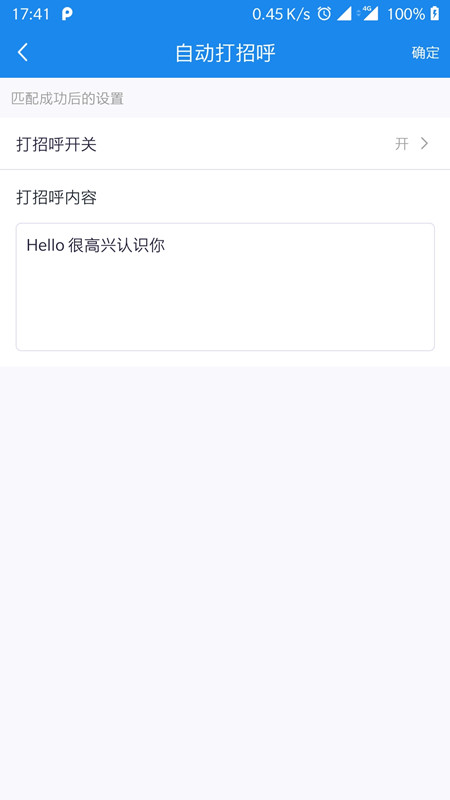 17:41 0.45 K/s 4G 100%
自动打招呼 确定
匹配成功后的设置
打招呼开关 开
打招呼内容
Hello 很高兴认识你